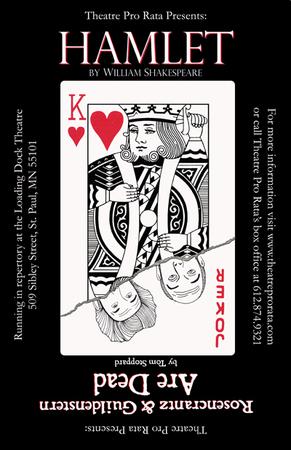 Theatre Pro Rata Presents:
HAMLET
BY WILLIAM SHAKESPEARE
K
Running in repertory at the Loading Dock Theatre
509 Sibley Street, St. Paul, MN 55101
For more information visit www.theatreprorata.com
or call Theatre Pro Rata's box office at 612.874.9321
JOKER
Theatre Pro Rata Presents:
Rosencrantz & Guildenstern
Are Dead
by Tom Stoppard